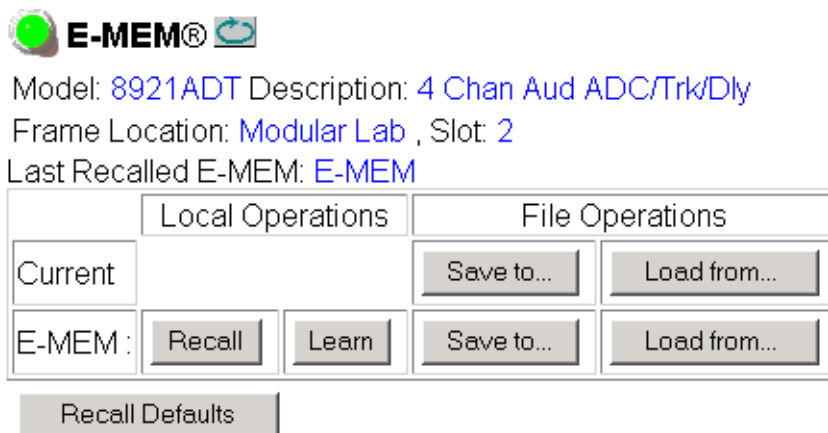 E-MEM®
Model: 8921ADT Description: 4 Chan Aud ADC/Trk/Dly
Frame Location: Modular Lab , Slot: 2
Last Recalled E-MEM: E-MEM
Local Operations File Operations
Current Save to... Load from...
E-MEM : Recall Learn Save to... Load from...
Recall Defaults